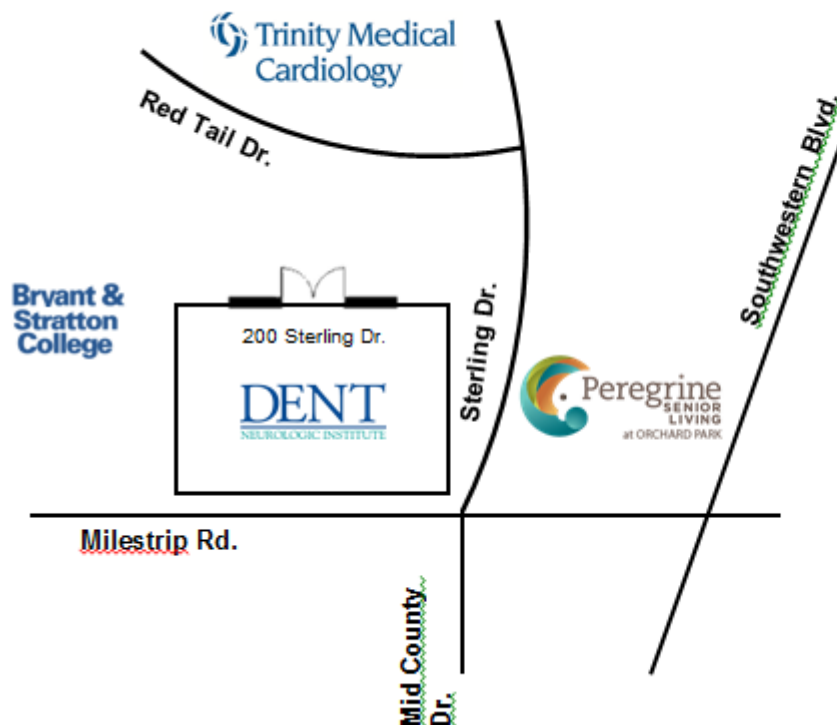 Trinity Medical
Cardiology
Red Tail Dr.
Southwestern Blvd.
Bryant &
Stratton
College
200 Sterling Dr.
DENT
NEUROLOGIC INSTITUTE
Sterling Dr.
Peregrine
SENIOR
LIVING
at ORCHARD PARK
Milestrip Rd.
Mid County
Dr.